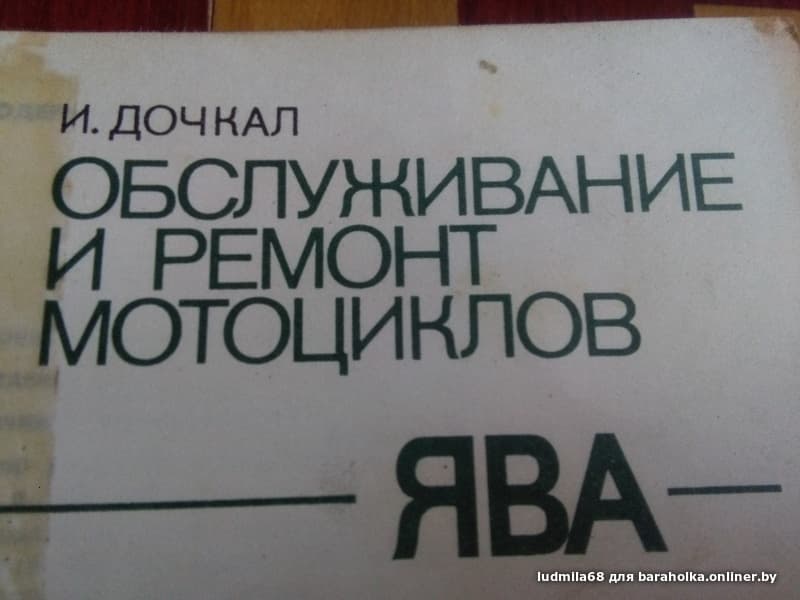 И. ДОЧКАЛ
ОБСЛУЖИВАНИЕ
И РЕМОНТ
МОТОЦИКЛОВ
ЯВА
ludmila68 для baraholka.onliner.by